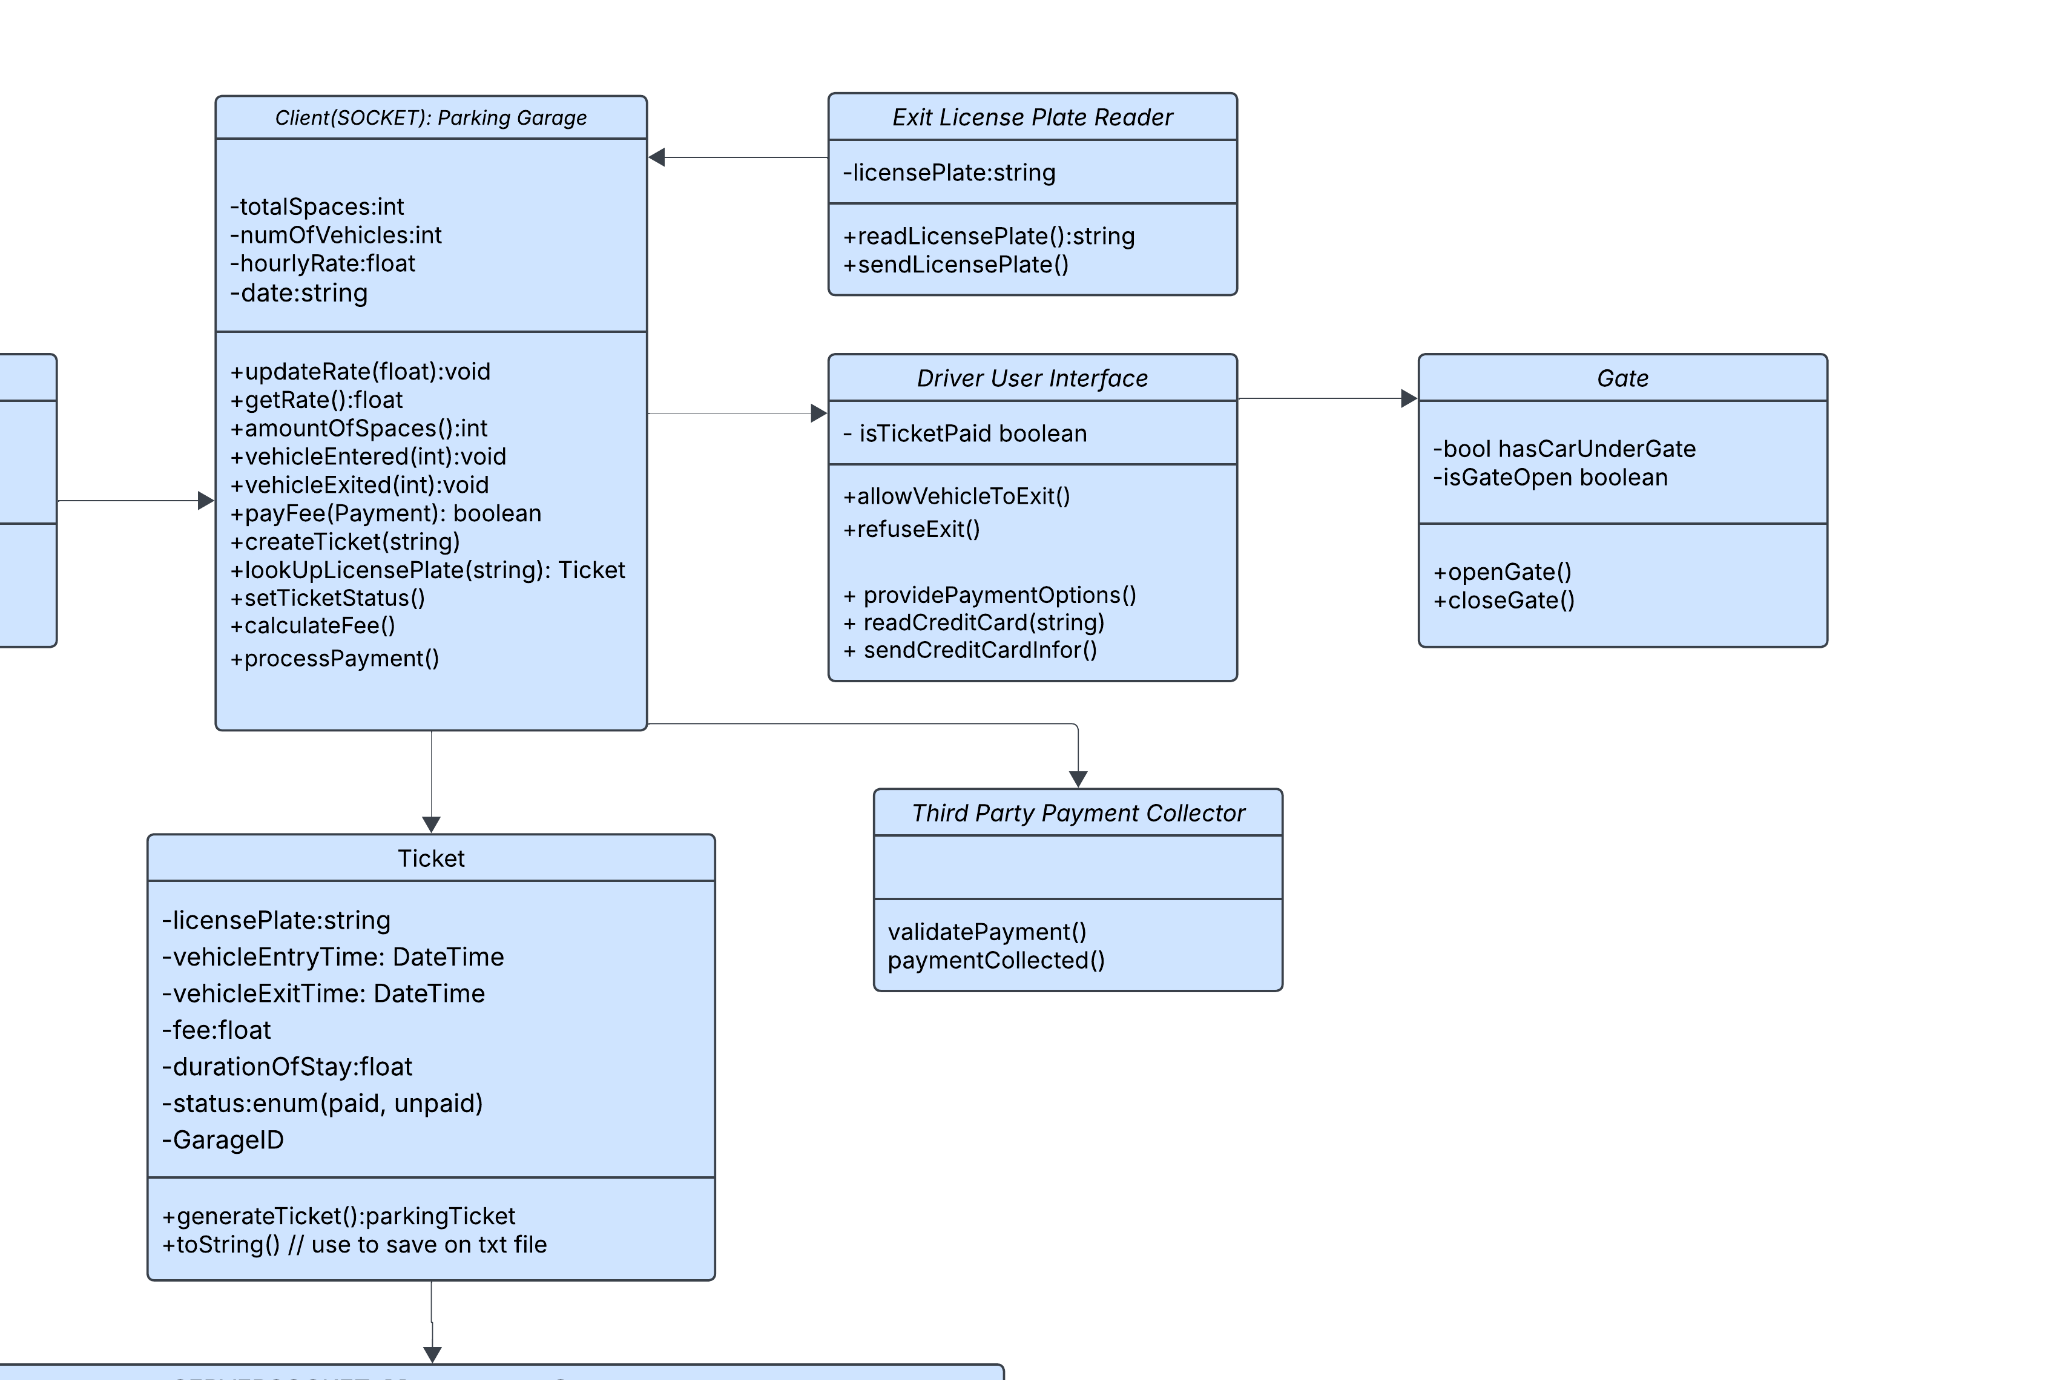 Client(SOCKET): Parking Garage
-totalSpaces:int
-numOfVehicles:int
-hourlyRate:float
-date:string
+updateRate(float):void
+getRate():float
+amountOfSpaces():int
+vehicleEntered(int):void
+vehicleExited(int):void
+payFee(Payment): boolean
+createTicket(string)
+lookUpLicensePlate(string): Ticket
+setTicketStatus()
+calculateFee()
+processPayment()
Exit License Plate Reader
-licensePlate:string
+readLicensePlate():string
+sendLicensePlate()
Driver User Interface
- isTicketPaid boolean
+allowVehicleToExit()
+refuseExit()
+ providePaymentOptions()
+ readCreditCard(string)
+ sendCreditCardInfor()
Gate
-bool hasCarUnderGate
-isGateOpen boolean
+openGate()
+closeGate()
Third Party Payment Collector
validatePayment()
paymentCollected()
Ticket
-licensePlate:string
-vehicleEntryTime: DateTime
-vehicleExitTime: DateTime
-fee:float
-durationOfStay:float
-status:enum(paid, unpaid)
-GarageID
+generateTicket():parkingTicket
+toString() // use to save on txt file